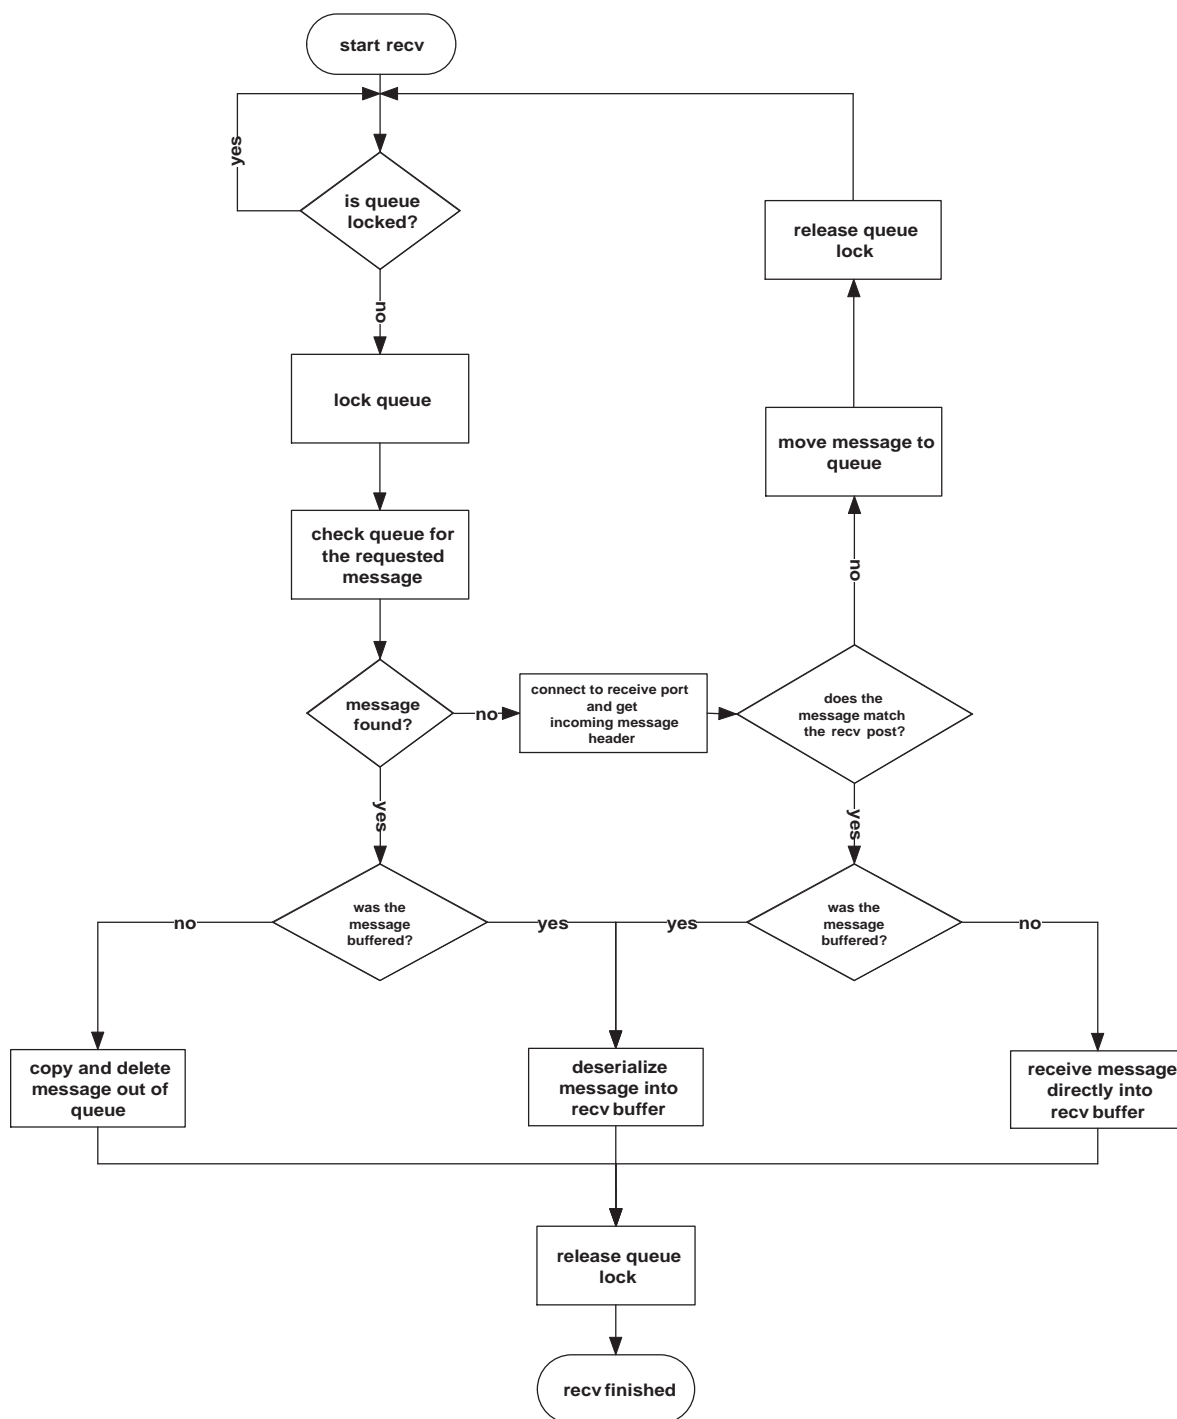 start recv
yes
is queue
locked?
release queue
lock
no
lock queue
move message to
queue
check queue for
the requested
message
no
message
found?
no
connect to receive port
and get
incoming message
header
does the
message match
the recv post?
yes
yes
no
was the
message
buffered?
yes
yes
was the
message
buffered?
no
copy and delete
message out of
queue
deserialize
message into
recv buffer
receive message
directly into
recv buffer
release queue
lock
recv finished